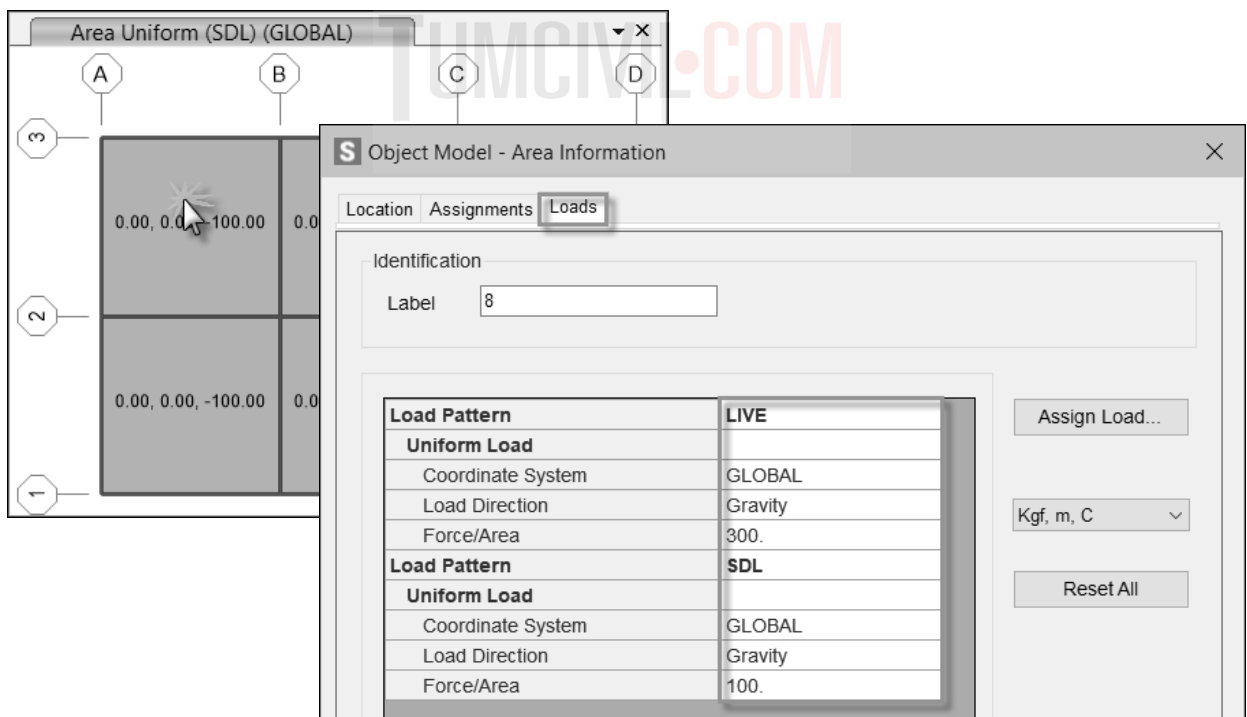 TUMCIVIL.COM
Area Uniform (SDL) (GLOBAL)
A
B
C
D
3
2
1
0.00, 0.00, -100.00
0.0
0.00, 0.00, -100.00
0.0
S Object Model - Area Information
Location Assignments Loads
Identification
Label 8
Load Pattern LIVE
Uniform Load
Coordinate System GLOBAL
Load Direction Gravity
Force/Area 300.
Load Pattern SDL
Uniform Load
Coordinate System GLOBAL
Load Direction Gravity
Force/Area 100.
Assign Load...
Kgf, m, C
Reset All